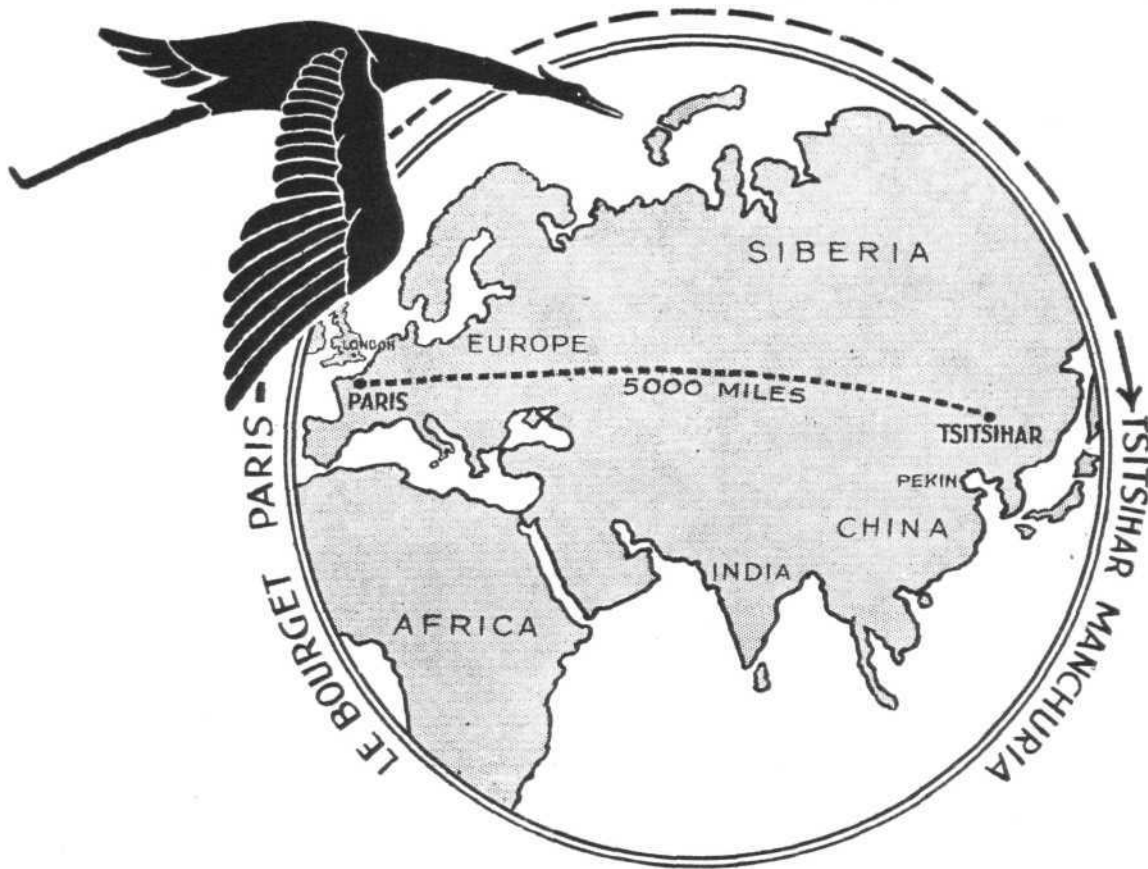 SIBERIA
LONDON
EUROPE
5000 MILES
PARIS
TSITSIHAR
PEKIN
CHINA
INDIA
AFRICA
LE BOURGET PARIS
TSITSIHAR MANCHURIA